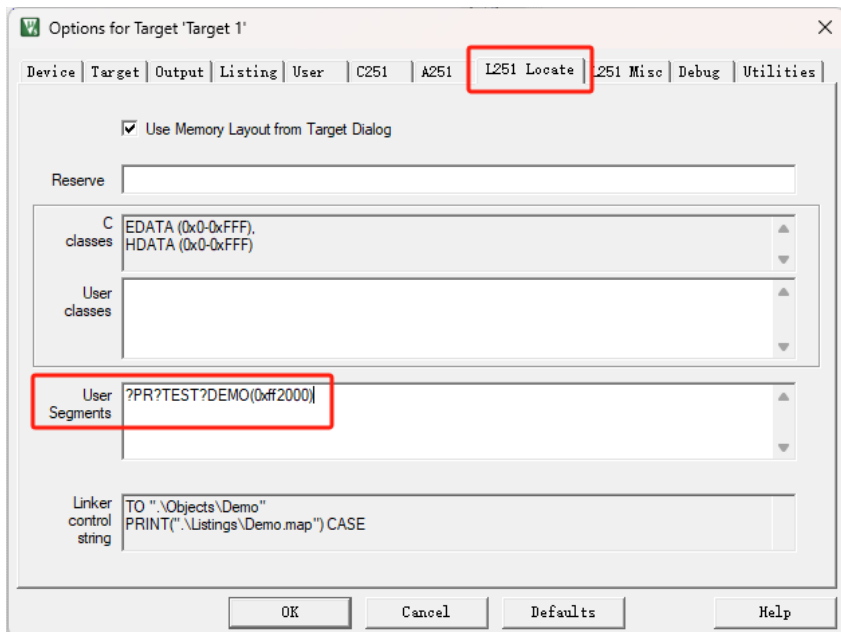 Options for Target 'Target 1'
Device Target Output Listing User C251 A251 L251 Locate L251 Misc Debug Utilities
Use Memory Layout from Target Dialog
Reserve
C classes
EDATA (0x0-0xFFF),
HDATA (0x0-0xFFF)
User classes
User Segments
?PR?TEST?DEMO(0xff2000)
Linker control string
TO ".\Objects\Demo"
PRINT(".\Listings\Demo.map") CASE
OK Cancel Defaults Help